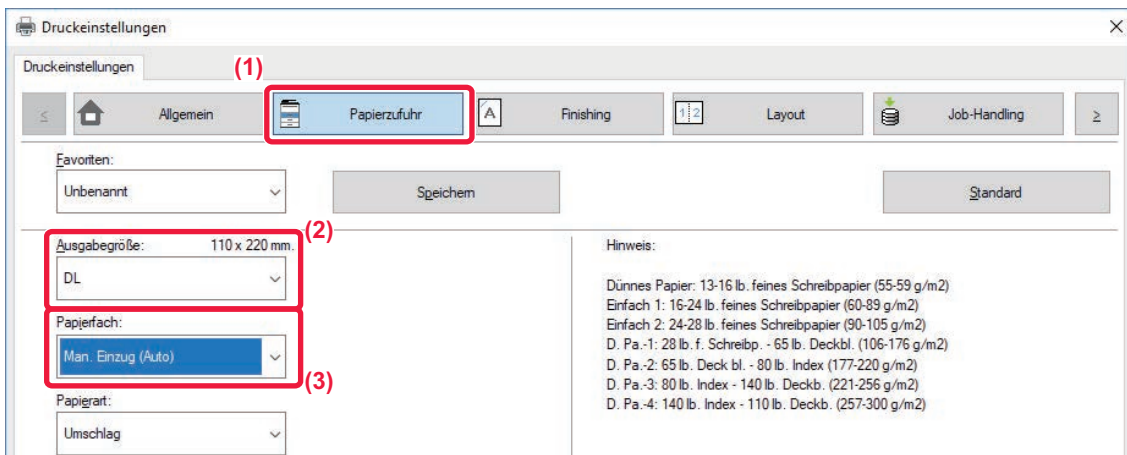 Druckeinstellungen
Druckeinstellungen
(1)
≤ Allgemein Papierzufuhr A Finishing 1 2 Layout Job-Handling ≥
Favoriten:
Unbenannt Speichern Standard
(2)
Ausgabegröße: 110 x 220 mm.
DL
Papierfach:
Man. Einzug (Auto)
(3)
Papierart:
Umschlag
Hinweis:
Dünnes Papier: 13-16 lb. feines Schreibpapier (55-59 g/m2)
Einfach 1: 16-24 lb. feines Schreibpapier (60-89 g/m2)
Einfach 2: 24-28 lb. feines Schreibpapier (90-105 g/m2)
D. Pa.-1: 28 lb. f. Schreibp. - 65 lb. Deckbl. (106-176 g/m2)
D. Pa.-2: 65 lb. Deck bl. - 80 lb. Index (177-220 g/m2)
D. Pa.-3: 80 lb. Index - 140 lb. Deckb. (221-256 g/m2)
D. Pa.-4: 140 lb. Index - 110 lb. Deckb. (257-300 g/m2)